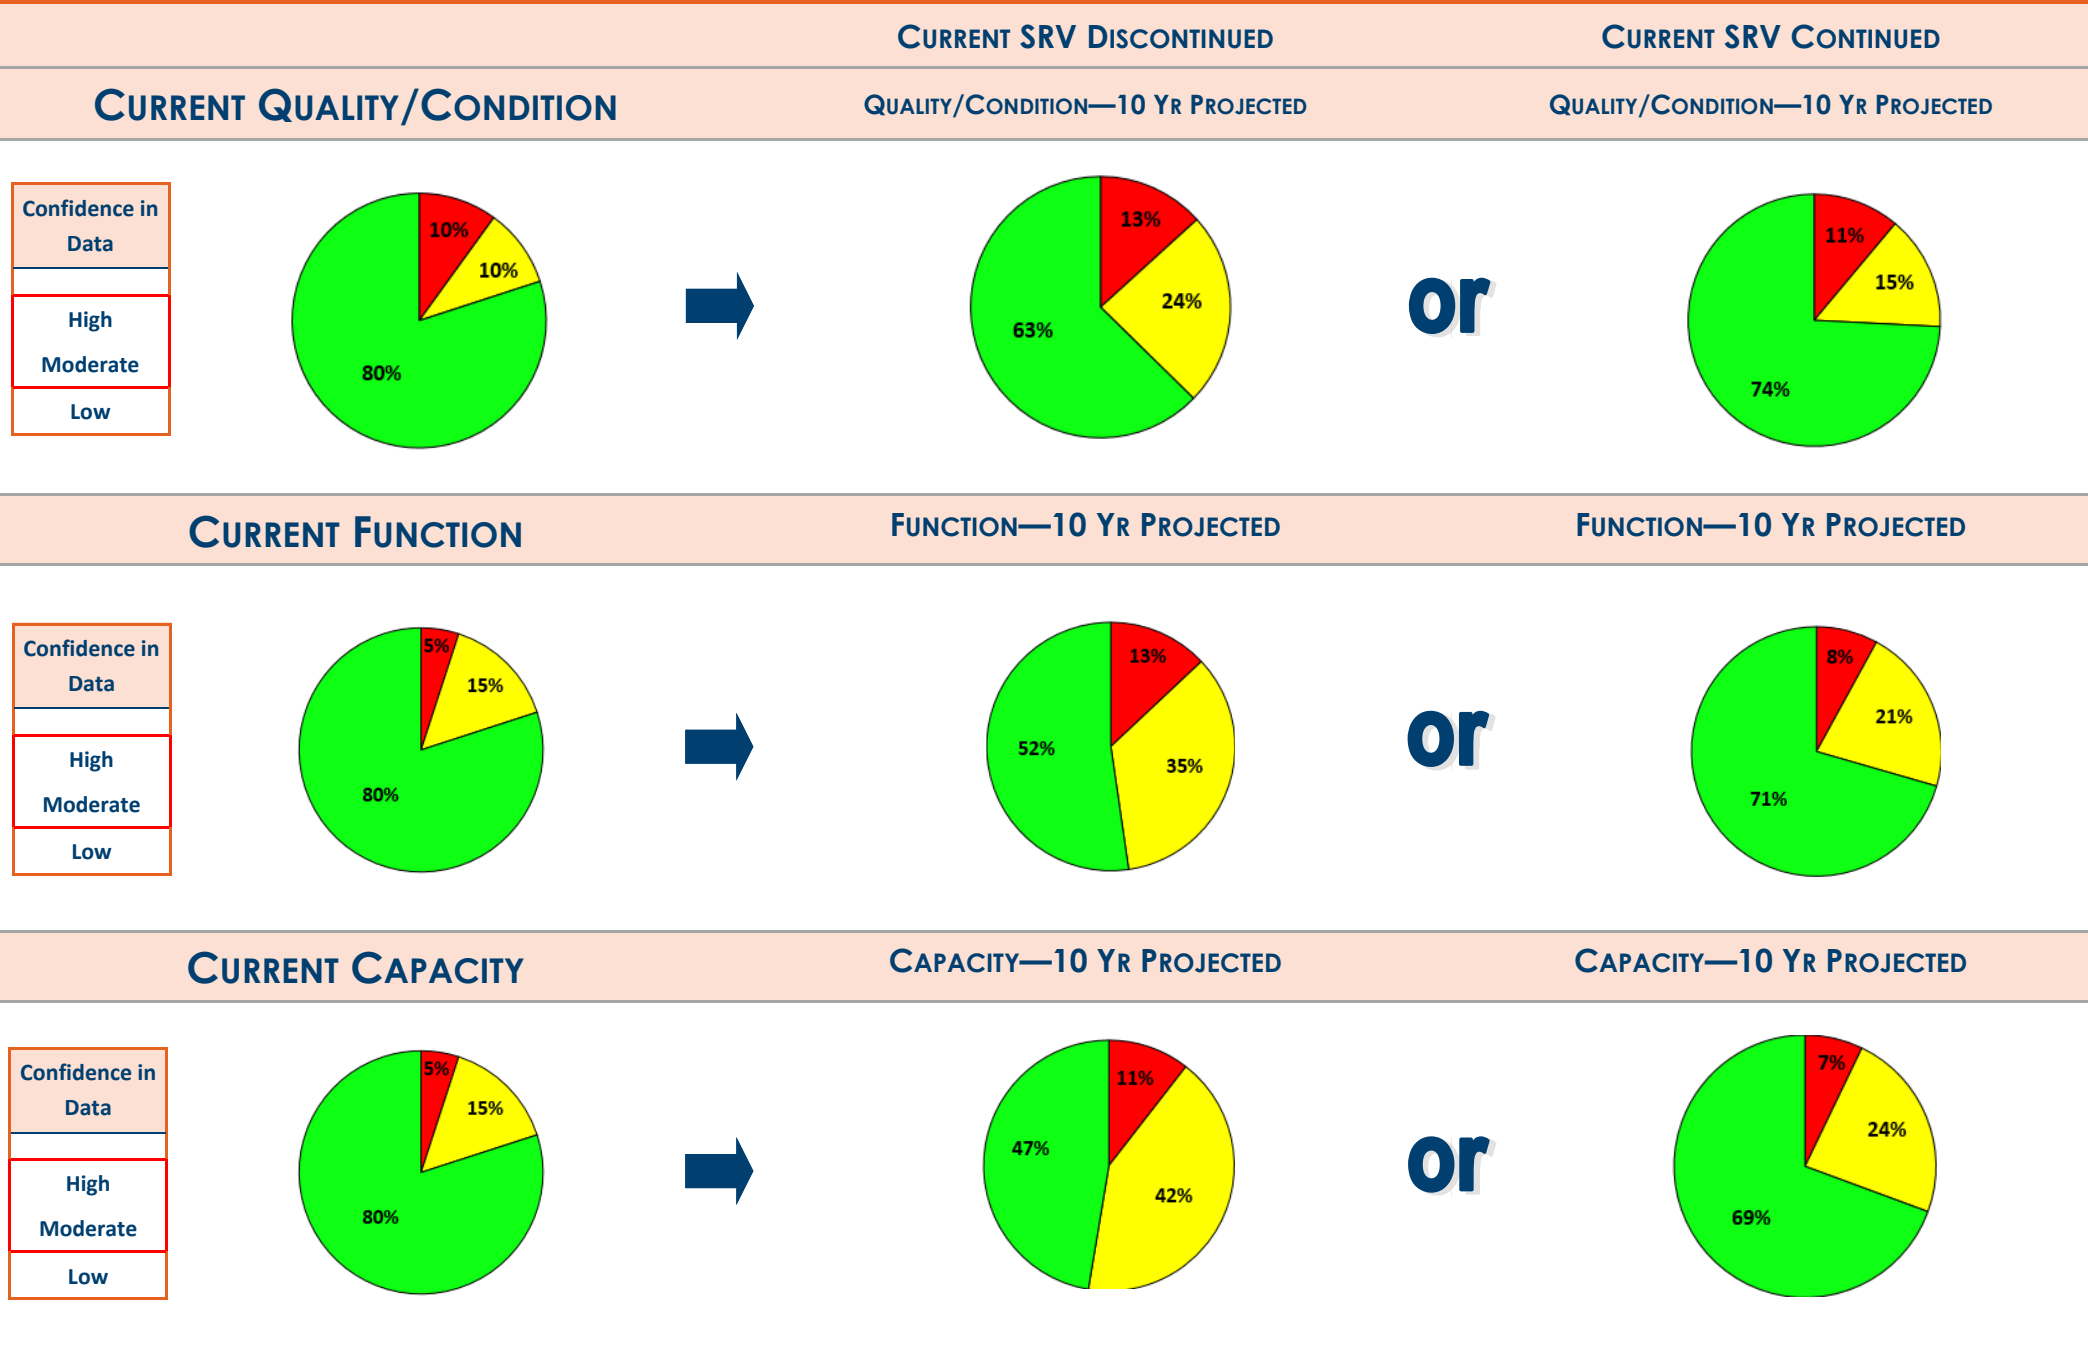 CURRENT SRV DISCONTINUED
CURRENT SRV CONTINUED
CURRENT QUALITY/CONDITION
QUALITY/CONDITION—10 YR PROJECTED
QUALITY/CONDITION—10 YR PROJECTED
Confidence in
Data
High
Moderate
Low
10%
10%
80%
13%
24%
63%
or
11%
15%
74%
CURRENT FUNCTION
FUNCTION—10 YR PROJECTED
FUNCTION—10 YR PROJECTED
Confidence in
Data
High
Moderate
Low
5%
15%
80%
13%
35%
52%
or
8%
21%
71%
CURRENT CAPACITY
CAPACITY—10 YR PROJECTED
CAPACITY—10 YR PROJECTED
Confidence in
Data
High
Moderate
Low
5%
15%
80%
11%
42%
47%
or
7%
24%
69%